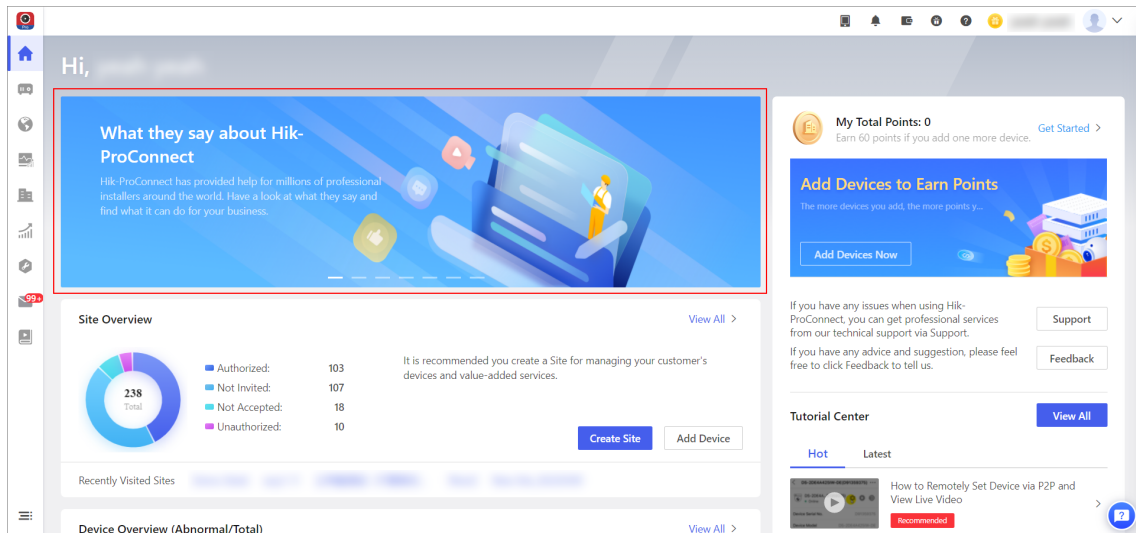 Hi,
What they say about Hik-
ProConnect
Hik-ProConnect has provided help for millions of professional
installers around the world. Have a look at what they say and
find what it can do for your business.
My Total Points: 0
Earn 60 points if you add one more device.
Get Started >
Add Devices to Earn Points
The more devices you add, the more points y...
Add Devices Now
If you have any issues when using Hik-
ProConnect, you can get professional services
from our technical support via Support.
Support
If you have any advice and suggestion, please feel
free to click Feedback to tell us.
Feedback
99+
Site Overview
View All >
238
Total
Authorized: 103
Not Invited: 107
Not Accepted: 18
Unauthorized: 10
It is recommended you create a Site for managing your customer's
devices and value-added services.
Create Site
Add Device
Recently Visited Sites
Tutorial Center
View All
Hot
Latest
How to Remotely Set Device via P2P and
View Live Video
Recommended
Device Overview (Abnormal/Total)
View All >